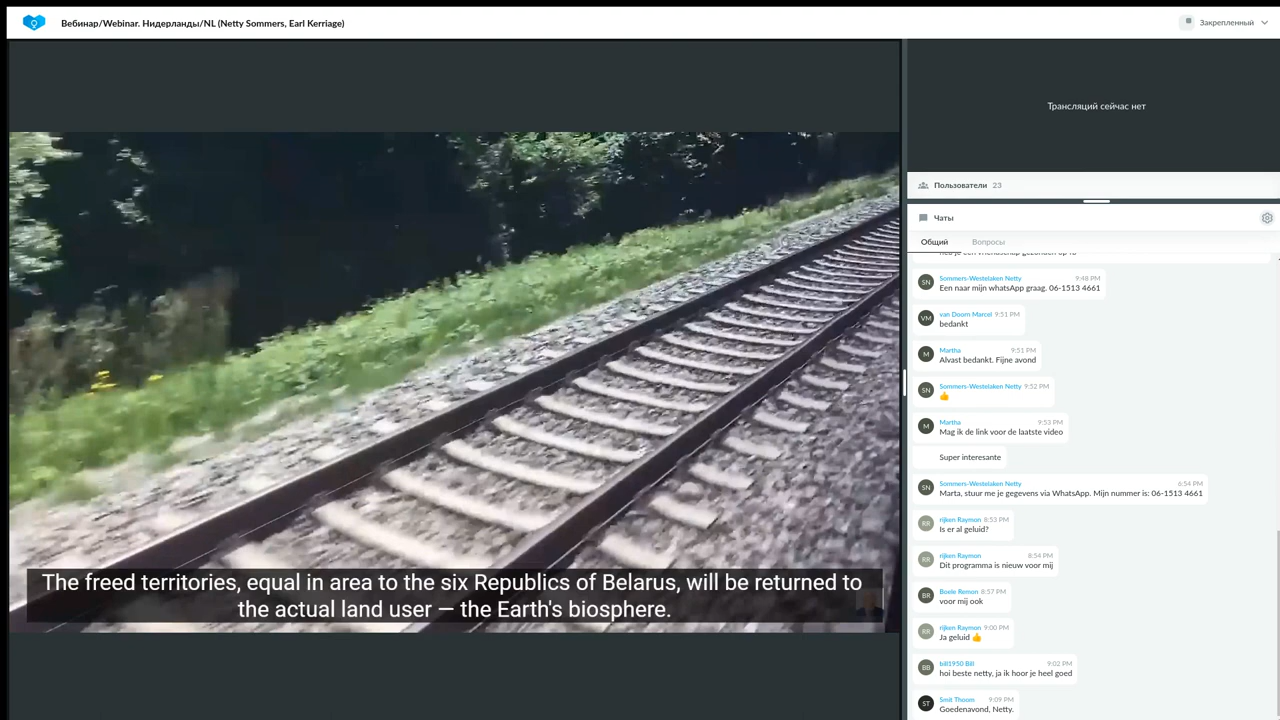 Вебинар/Webinar. Нидерланды/NL (Netty Sommers, Earl Kerriage)
Закрепленный
Трансляций сейчас нет
Пользователи 23
Чаты
Общий Вопросы
SN Sommers-Westelaken Netty 9:48 PM
Een naar mijn whatsApp graag. 06-1513 4661
VM van Doorn Marcel 9:51 PM
bedankt
M Martha 9:51 PM
Alvast bedankt. Fijne avond
SN Sommers-Westelaken Netty 9:52 PM
👍
M Martha 9:53 PM
Mag ik de link voor de laatste video
Super interesante
SN Sommers-Westelaken Netty 6:54 PM
Marta, stuur me je gegevens via WhatsApp. Mijn nummer is: 06-1513 4661
RR rijken Raymon 8:53 PM
Is er al geluid?
RR rijken Raymon 8:54 PM
Dit programma is nieuw voor mij
BR Boele Remon 8:57 PM
voor mij ook
RR rijken Raymon 9:00 PM
Ja geluid 👍
BB bill1950 Bill 9:02 PM
hoi beste netty, ja ik hoor je heel goed
ST Smit Thoom 9:09 PM
Goedenavond, Netty.
The freed territories, equal in area to the six Republics of Belarus, will be returned to
the actual land user — the Earth's biosphere.